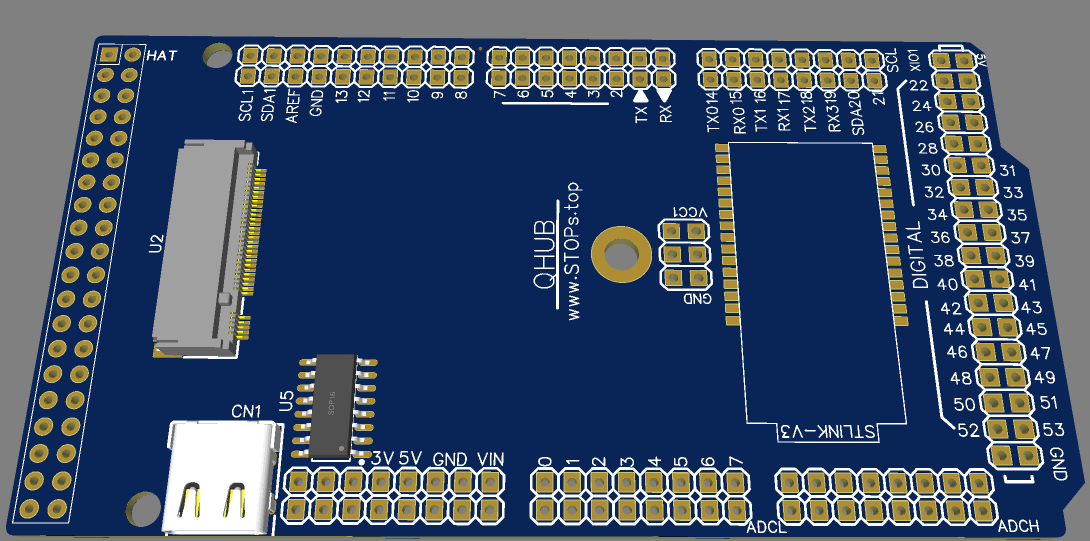 HAT
SCL1
SDA1
AREF
GND
13
12
11
10
9
8
7
6
5
4
3
2
TX
RX
TX014
RX015
TX116
RX117
TX218
RX319
SDA20
21
SCL
XIO1
5V
22
24
26
28
30
31
32
33
34
35
36
37
38
39
40
41
42
43
44
45
46
47
48
49
50
51
52
53
GND
DIGITAL
U2
QHUB
www.STOPs.top
VCC1
GND
STLINK-V3
U5
SOP16
CN1
3V 5V GND VIN
0 1 2 3 4 5 6 7
ADCL
ADCH